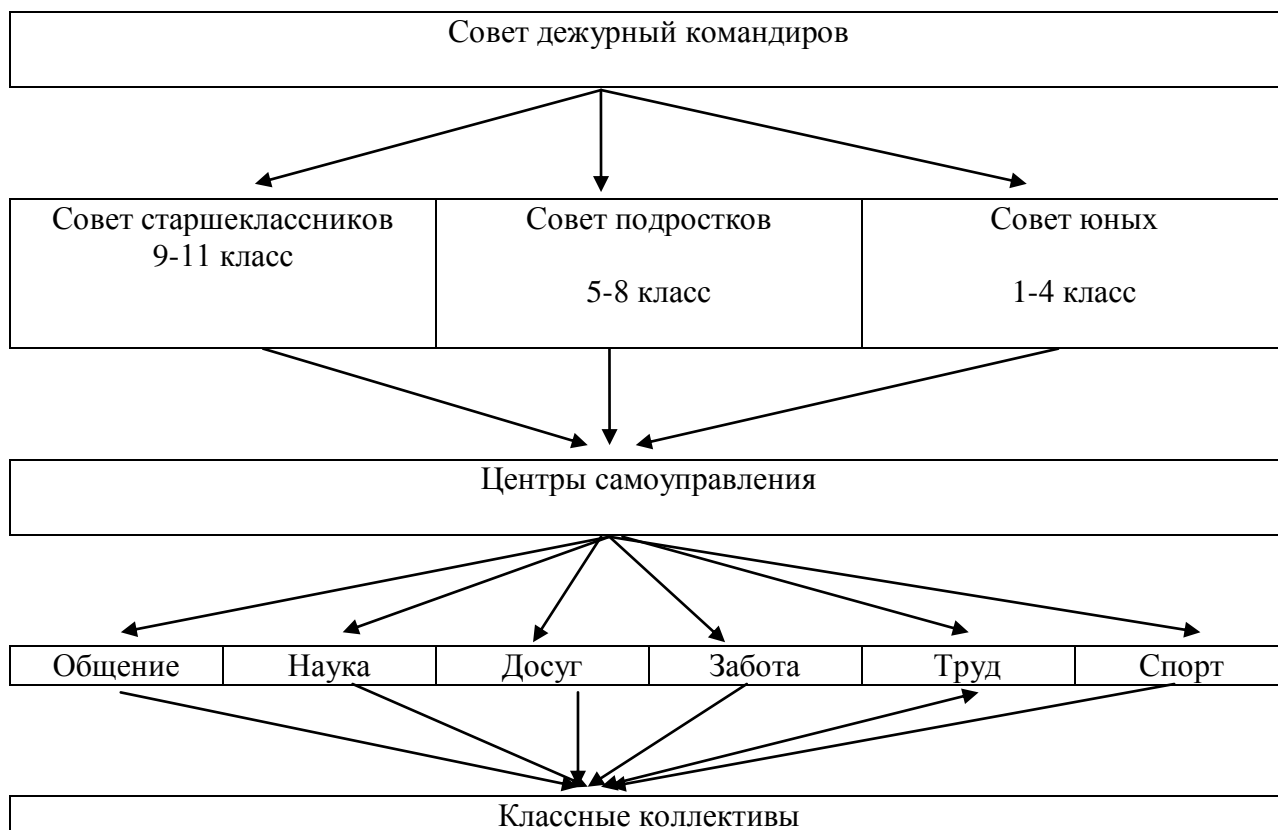 Совет дежурный командиров
Совет старшеклассников
9-11 класс
Совет подростков
5-8 класс
Совет юных
1-4 класс
Центры самоуправления
Общение
Наука
Досуг
Забота
Труд
Спорт
Классные коллективы